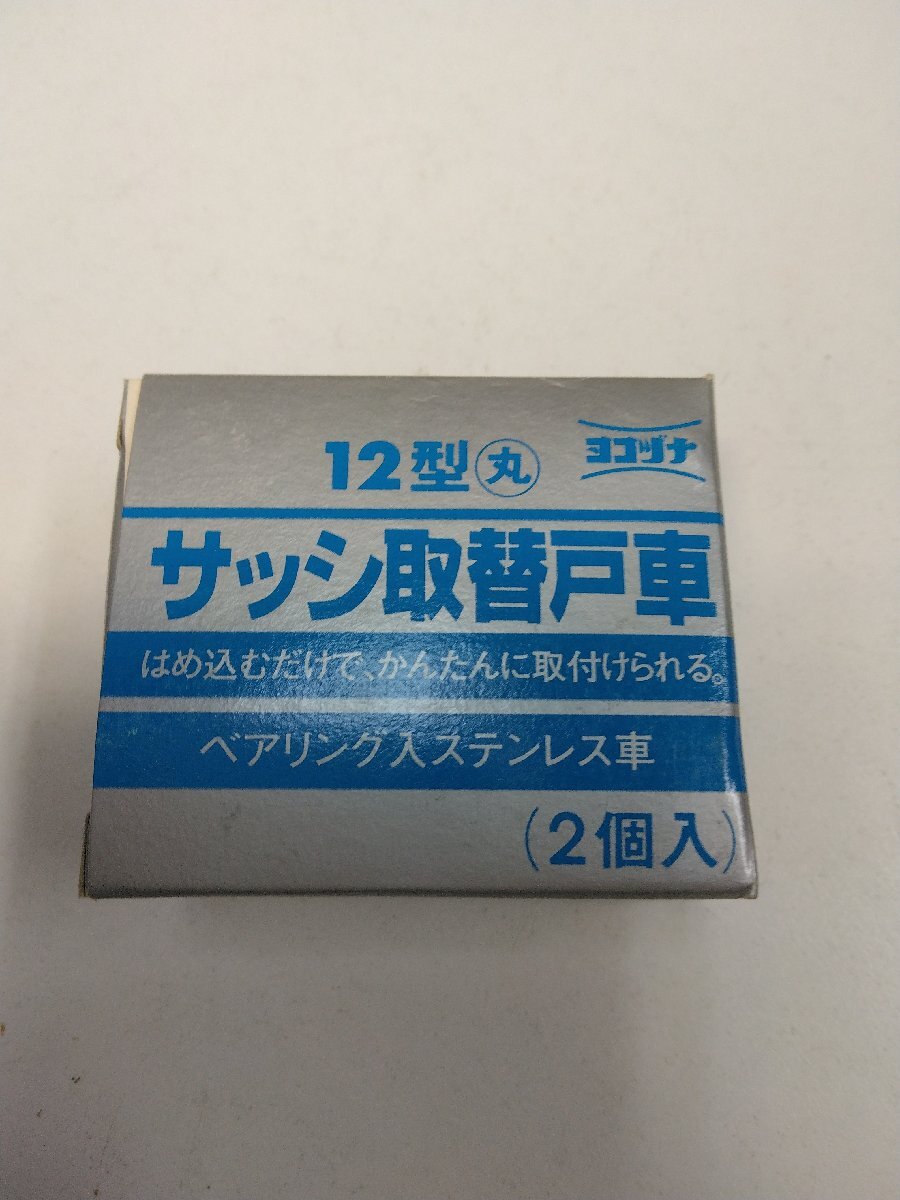 12型㊥丸
ヨコヅナ
サッシ取替戸車
はめ込むだけで、かんたんに取付けられる。
ベアリング入ステンレス車
(2個入)